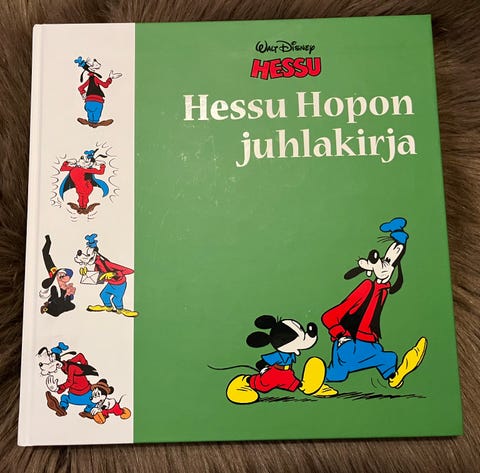 Walt Disney
HESSU
Hessu Hopon
juhlakirja